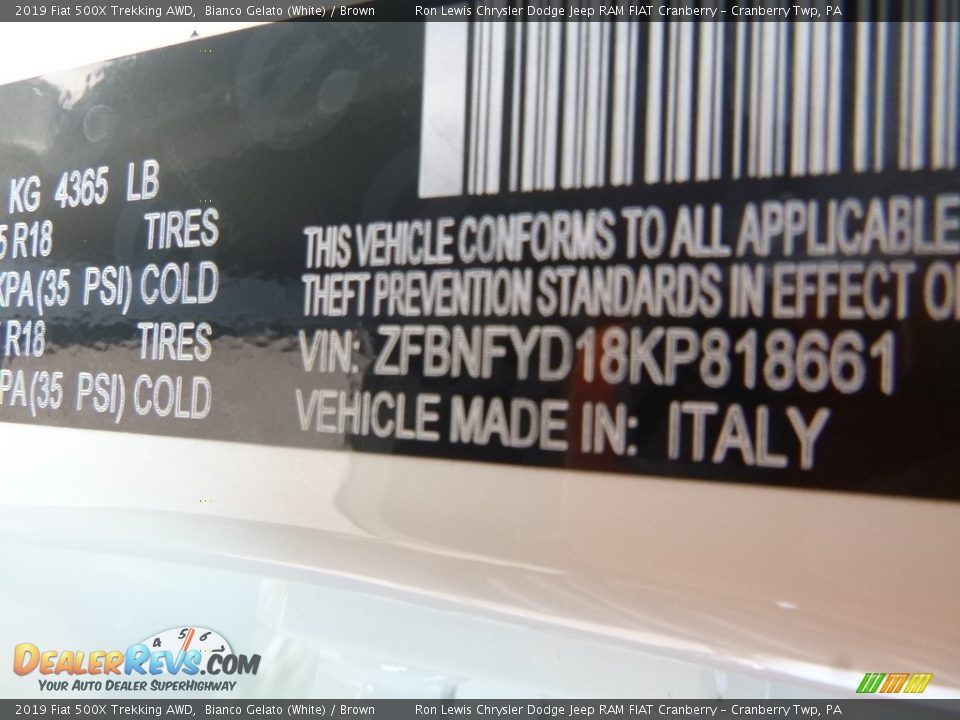 2019 Fiat 500X Trekking AWD, Bianco Gelato (White) / Brown Ron Lewis Chrysler Dodge Jeep RAM FIAT Cranberry - Cranberry Twp, PA
KG 4365 LB
5 R18 TIRES
KPA (35 PSI) COLD
R18 TIRES
PA (35 PSI) COLD
THIS VEHICLE CONFORMS TO ALL APPLICABLE
THEFT PREVENTION STANDARDS IN EFFECT O
VIN: ZFBNFYD18KP818661
VEHICLE MADE IN: ITALY
4 5 6
DEALERREVS.COM
YOUR AUTO DEALER SUPERHIGHWAY
2019 Fiat 500X Trekking AWD, Bianco Gelato (White) / Brown Ron Lewis Chrysler Dodge Jeep RAM FIAT Cranberry - Cranberry Twp, PA